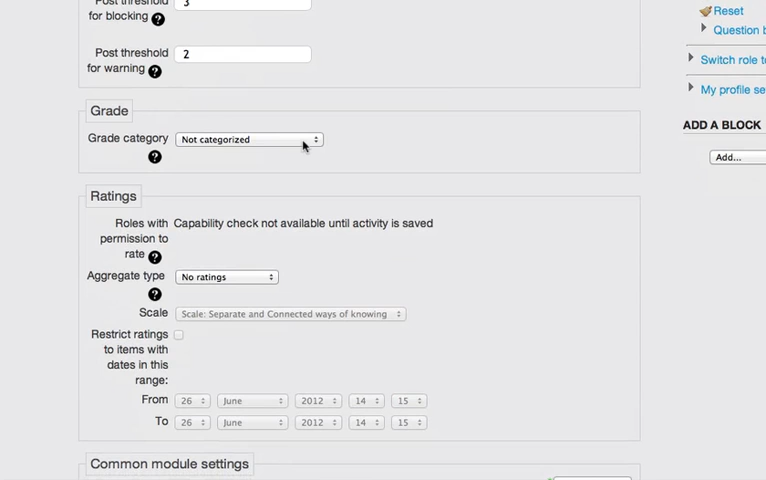 Post threshold
for blocking
3
Post threshold 2
for warning
Grade
Grade category Not categorized
Ratings
Roles with Capability check not available until activity is saved
permission to
rate
Aggregate type No ratings
Scale Scale: Separate and Connected ways of knowing
Restrict ratings
to items with
dates in this
range:
From 26 June 2012 14 15
To 26 June 2012 14 15
Common module settings
Reset
Question b
Switch role to
My profile se
ADD A BLOCK
Add...